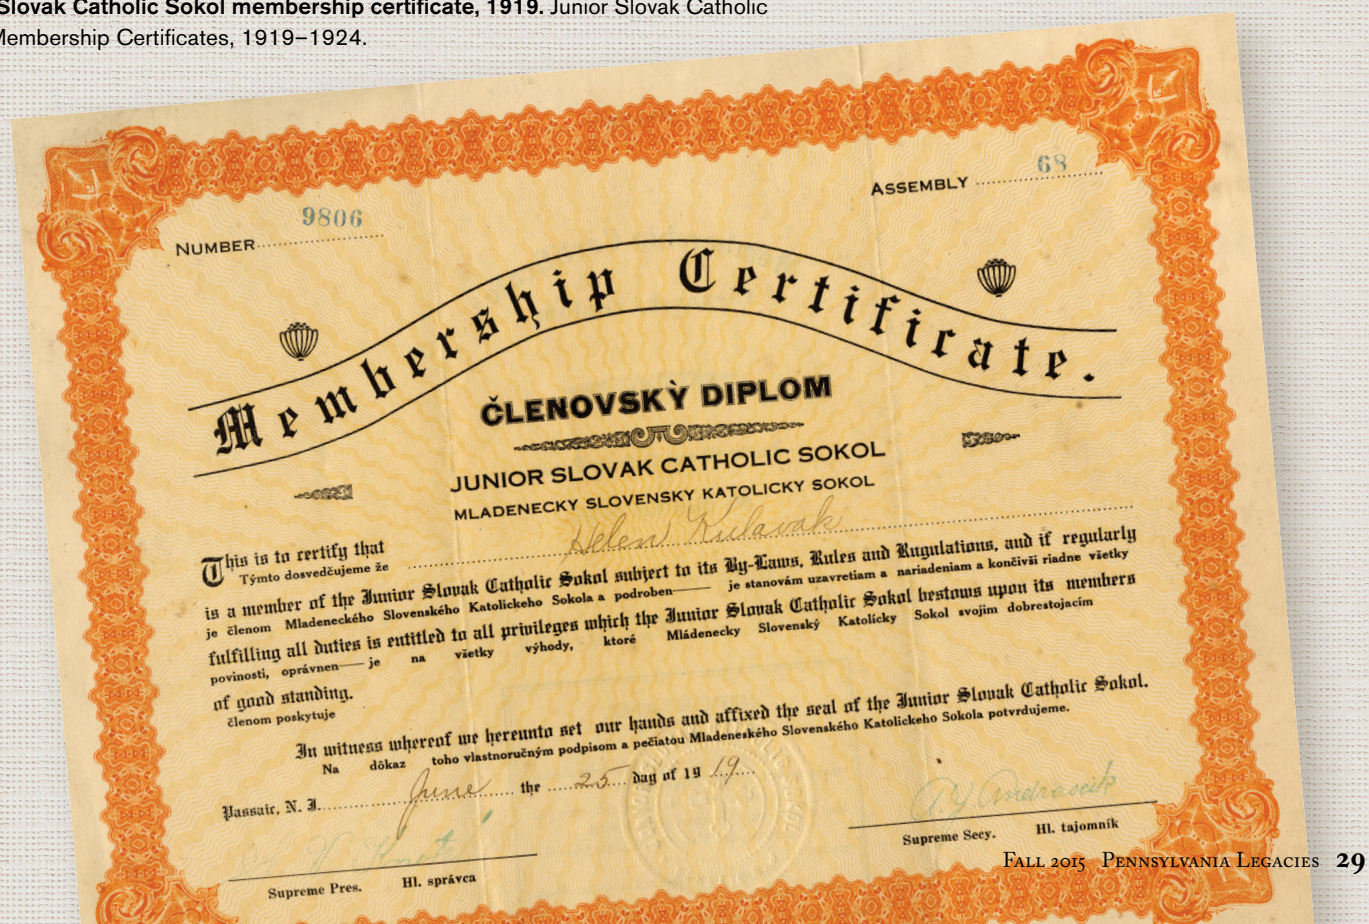 Slovak Catholic Sokol membership certificate, 1919. Junior Slovak Catholic
Membership Certificates, 1919–1924.
NUMBER 9806
ASSEMBLY 68
Membership Certificate.
ČLENOVSKỲ DIPLOM
JUNIOR SLOVAK CATHOLIC SOKOL
MLADENECKY SLOVENSKY KATOLICKY SOKOL
This is to certify that Helen Kulavak
Týmto dosvedčujeme že
is a member of the Junior Slovak Catholic Sokol subject to its By-Laws, Rules and Rugulations, and if regularly
je členom Mladeneckého Slovenského Katolickeho Sokola a podroben— je stanovám uzavretiam a nariadeniam a končivši riadne všetky
fulfilling all duties is entitled to all privileges which the Junior Slovak Catholic Sokol bestows upon its members
povinosti, oprávnen— je na všetky výhody, ktoré Mládenecky Slovenský Katolícky Sokol svojim dobrestojacím
of good standing.
členom poskytuje
In witness whereof we hereunto set our hands and affixed the seal of the Junior Slovak Catholic Sokol.
Na dôkaz toho vlastnoručným podpisom a pečiatou Mladeneského Slovenského Katolickeho Sokola potvrdujeme.
Passaic, N. J. June the 25 day of 19 19
Supreme Pres. Hl. správca
Supreme Secy. Hl. tajomník
FALL 2015 PENNSYLVANIA LEGACIES 29